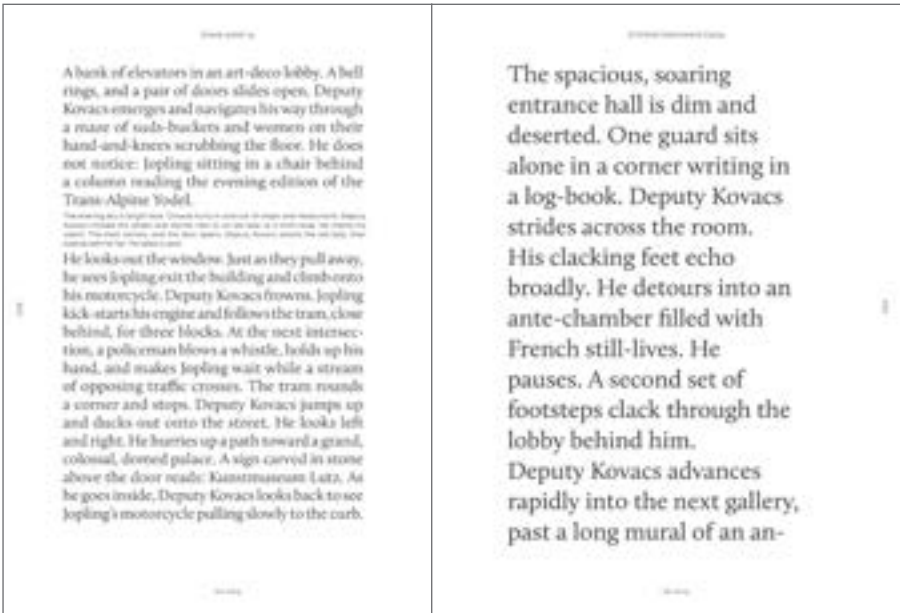 A bank of elevators in an art-deco lobby. A bell
rings, and a pair of doors slides open. Deputy
Kovacs emerges and navigates his way through
a maze of suds-buckets and women on their
hand-and-knees scrubbing the floor. He does
not notice: Jopling sitting in a chair behind
a column reading the evening edition of the
Trans-Alpine Yodel.
He looks out the window. Just as they pull away,
he sees Jopling exit the building and climb onto
his motorcycle. Deputy Kovacs frowns. Jopling
kick-starts his engine and follows the tram, close
behind, for three blocks. At the next intersec-
tion, a policeman blows a whistle, holds up his
hand, and makes Jopling wait while a stream
of opposing traffic crosses. The tram rounds
a corner and stops. Deputy Kovacs jumps up
and ducks out onto the street. He looks left
and right. He hurries up a path toward a grand,
colossal, domed palace. A sign carved in stone
above the door reads: Kunstmuseum Lutz. As
he goes inside, Deputy Kovacs looks back to see
Jopling's motorcycle pulling slowly to the curb.
The spacious, soaring
entrance hall is dim and
deserted. One guard sits
alone in a corner writing in
a log-book. Deputy Kovacs
strides across the room.
His clacking feet echo
broadly. He detours into an
ante-chamber filled with
French still-lives. He
pauses. A second set of
footsteps clack through the
lobby behind him.
Deputy Kovacs advances
rapidly into the next gallery,
past a long mural of an an-